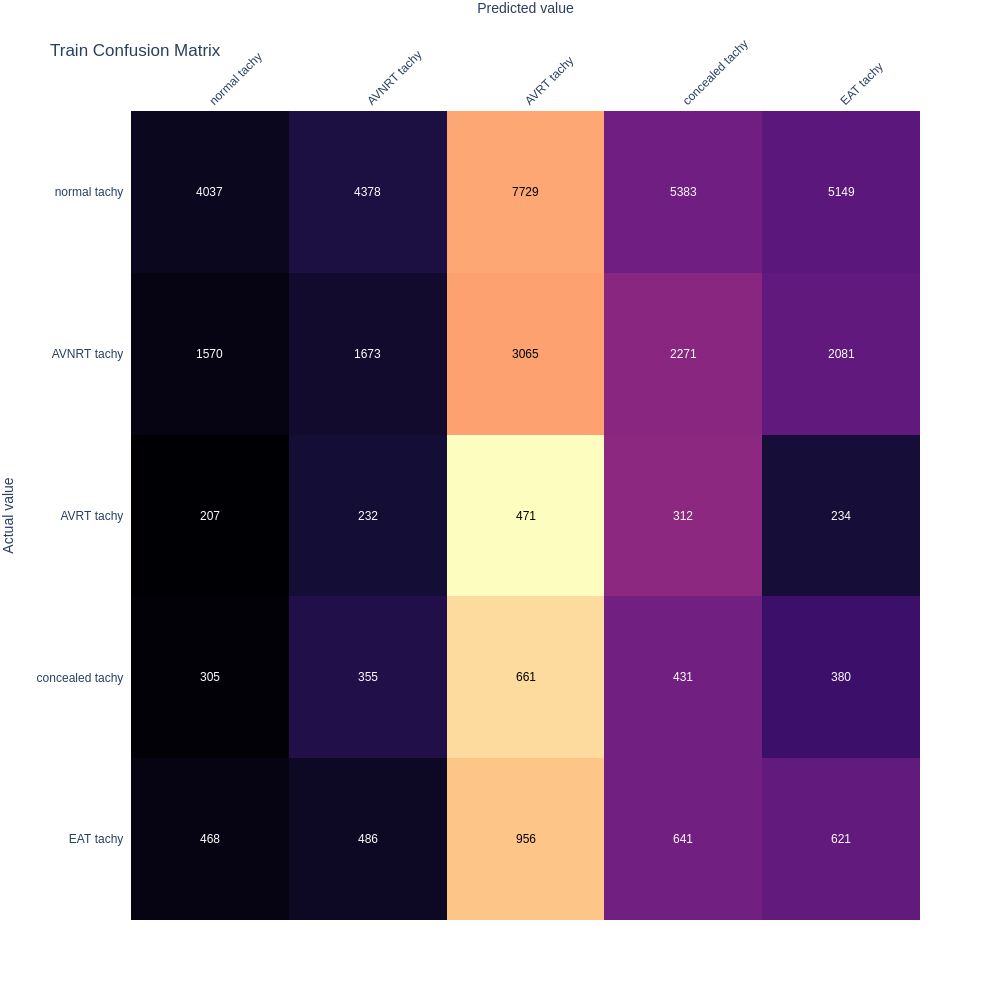 Predicted value
Train Confusion Matrix
normal tachy
AVNRT tachy
AVRT tachy
concealed tachy
EAT tachy
Actual value
normal tachy 4037 4378 7729 5383 5149
AVNRT tachy 1570 1673 3065 2271 2081
AVRT tachy 207 232 471 312 234
concealed tachy 305 355 661 431 380
EAT tachy 468 486 956 641 621